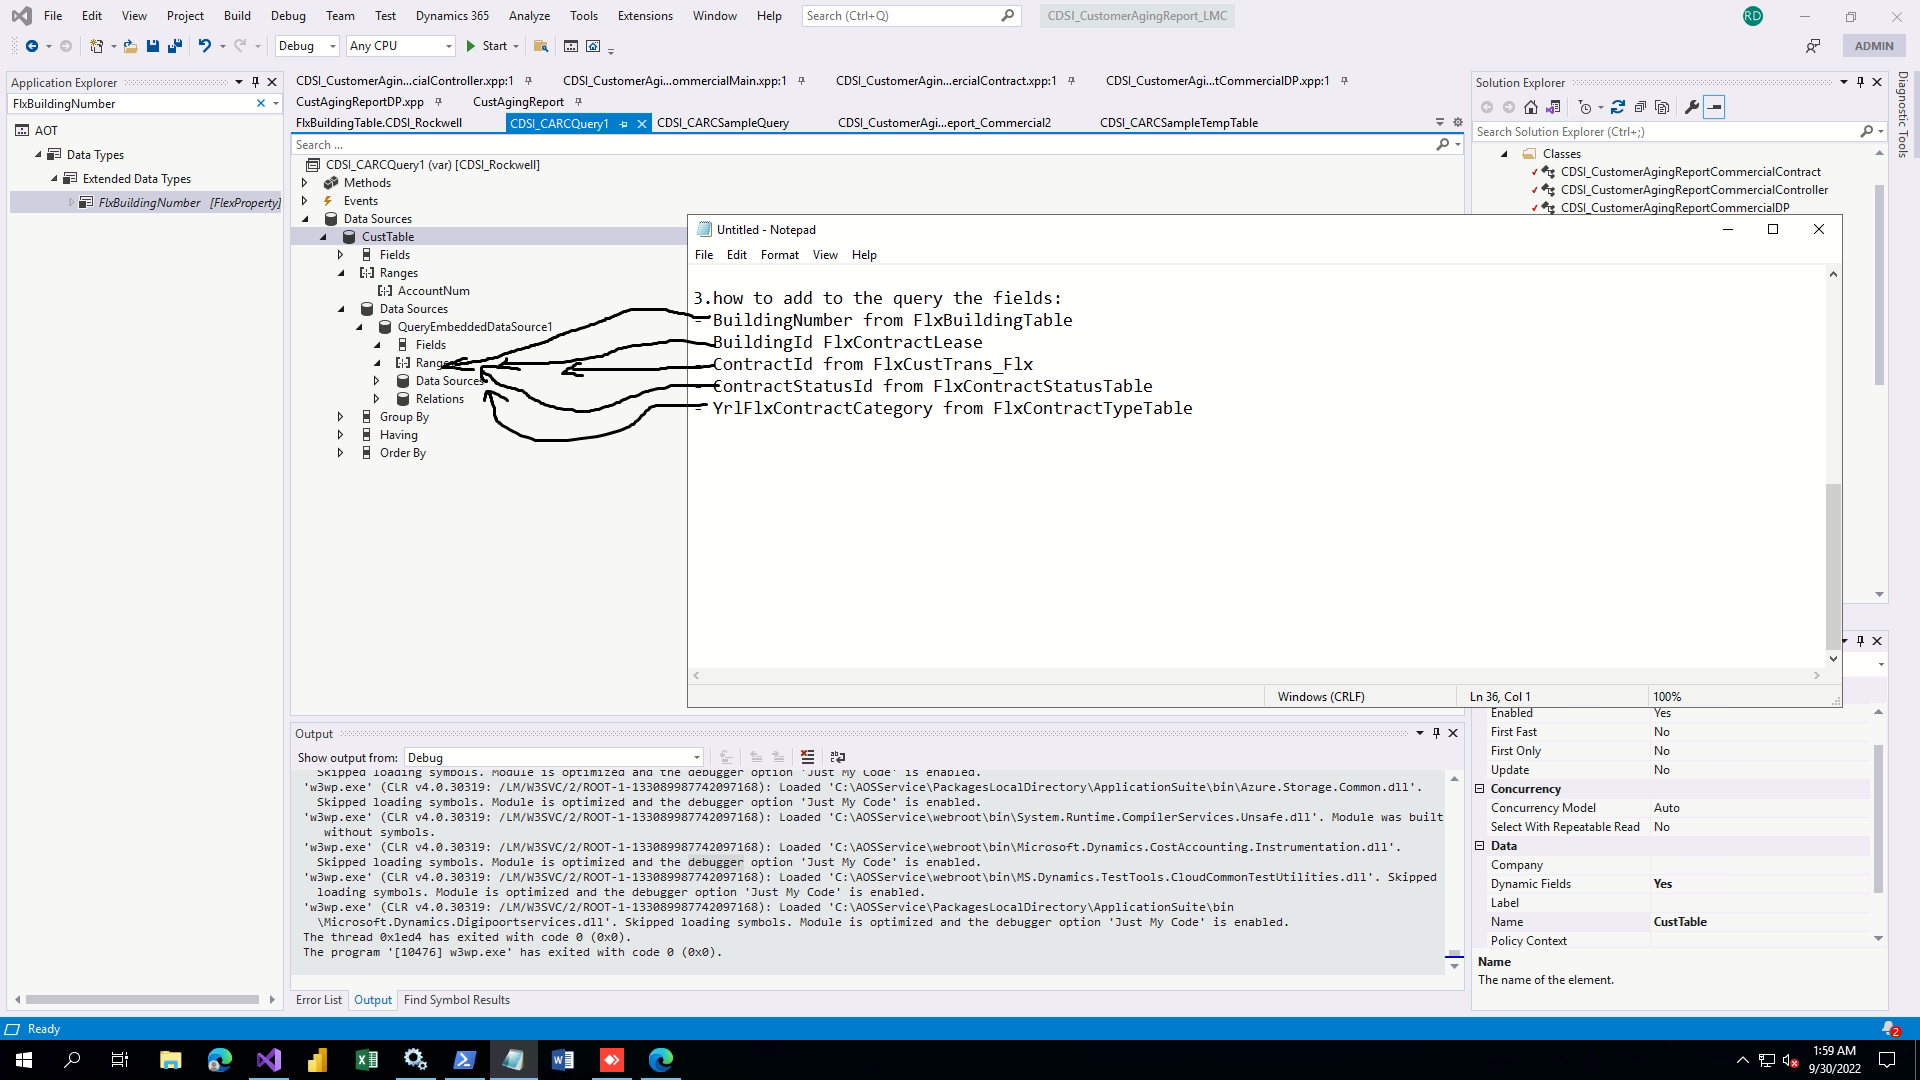 File Edit View Project Build Debug Team Test Dynamics 365 Analyze Tools Extensions Window Help Search (Ctrl+Q) CDSI_CustomerAgingReport_LMC RD
Debug Any CPU Start ADMIN
Application Explorer
FlxBuildingNumber
AOT
Data Types
Extended Data Types
FlxBuildingNumber [FlexProperty]
CDSI_CustomerAgin...cialController.xpp:1 CDSI_CustomerAgi...ommercialMain.xpp:1 CDSI_CustomerAgin...ercialContract.xpp:1 CDSI_CustomerAgi...tCommercialDP.xpp:1
CustAgingReportDP.xpp CustAgingReport
FlxBuildingTable.CDSI_Rockwell CDSI_CARCQuery1 CDSI_CARCSampleQuery CDSI_CustomerAgi...eport_Commercial2 CDSI_CARCSampleTempTable
Search ...
CDSI_CARCQuery1 (var) [CDSI_Rockwell]
Methods
Events
Data Sources
CustTable
Fields
Ranges
AccountNum
Data Sources
QueryEmbeddedDataSource1
Fields
Ranges
Data Sources
Relations
Group By
Having
Order By
Untitled - Notepad
File Edit Format View Help
3.how to add to the query the fields:
- BuildingNumber from FlxBuildingTable
BuildingId FlxContractLease
ContractId from FlxCustTrans_Flx
ContractStatusId from FlxContractStatusTable
- YrlFlxContractCategory from FlxContractTypeTable
Windows (CRLF) Ln 36, Col 1 100%
Solution Explorer
Search Solution Explorer (Ctrl+;)
Classes
CDSI_CustomerAgingReportCommercialContract
CDSI_CustomerAgingReportCommercialController
CDSI_CustomerAgingReportCommercialDP
Diagnostic Tools
Enabled Yes
First Fast No
First Only No
Update No
Concurrency
Concurrency Model Auto
Select With Repeatable Read No
Data
Company
Dynamic Fields Yes
Label
Name CustTable
Policy Context
Name
The name of the element.
Output
Show output from: Debug
Skipped loading symbols. Module is optimized and the debugger option 'Just My Code' is enabled.
'w3wp.exe' (CLR v4.0.30319: /LM/W3SVC/2/ROOT-1-133089987742097168): Loaded 'C:\AOSService\PackagesLocalDirectory\ApplicationSuite\bin\Azure.Storage.Common.dll'.
Skipped loading symbols. Module is optimized and the debugger option 'Just My Code' is enabled.
'w3wp.exe' (CLR v4.0.30319: /LM/W3SVC/2/ROOT-1-133089987742097168): Loaded 'C:\AOSService\webroot\bin\System.Runtime.CompilerServices.Unsafe.dll'. Module was built
without symbols.
'w3wp.exe' (CLR v4.0.30319: /LM/W3SVC/2/ROOT-1-133089987742097168): Loaded 'C:\AOSService\webroot\bin\Microsoft.Dynamics.CostAccounting.Instrumentation.dll'.
Skipped loading symbols. Module is optimized and the debugger option 'Just My Code' is enabled.
'w3wp.exe' (CLR v4.0.30319: /LM/W3SVC/2/ROOT-1-133089987742097168): Loaded 'C:\AOSService\webroot\bin\MS.Dynamics.TestTools.CloudCommonTestUtilities.dll'. Skipped
loading symbols. Module is optimized and the debugger option 'Just My Code' is enabled.
'w3wp.exe' (CLR v4.0.30319: /LM/W3SVC/2/ROOT-1-133089987742097168): Loaded 'C:\AOSService\PackagesLocalDirectory\ApplicationSuite\bin
\Microsoft.Dynamics.Digiportservices.dll'. Skipped loading symbols. Module is optimized and the debugger option 'Just My Code' is enabled.
The thread 0x1ed4 has exited with code 0 (0x0).
The program '[10476] w3wp.exe' has exited with code 0 (0x0).
Error List Output Find Symbol Results
Ready 2
1:59 AM
9/30/2022